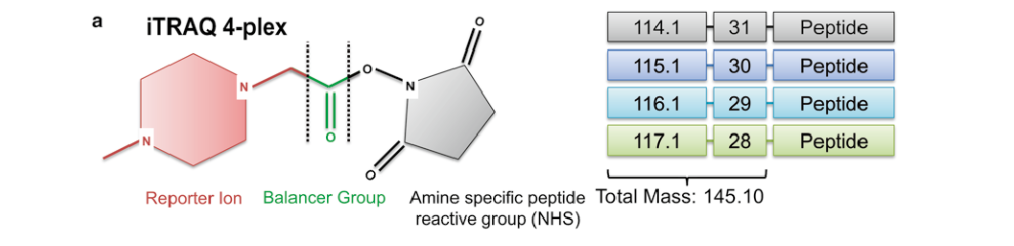 a
iTRAQ 4-plex
O
O
N
N
N
O
O
Reporter Ion
Balancer Group
Amine specific peptide
reactive group (NHS)
114.1 31 Peptide
115.1 30 Peptide
116.1 29 Peptide
117.1 28 Peptide
Total Mass: 145.10